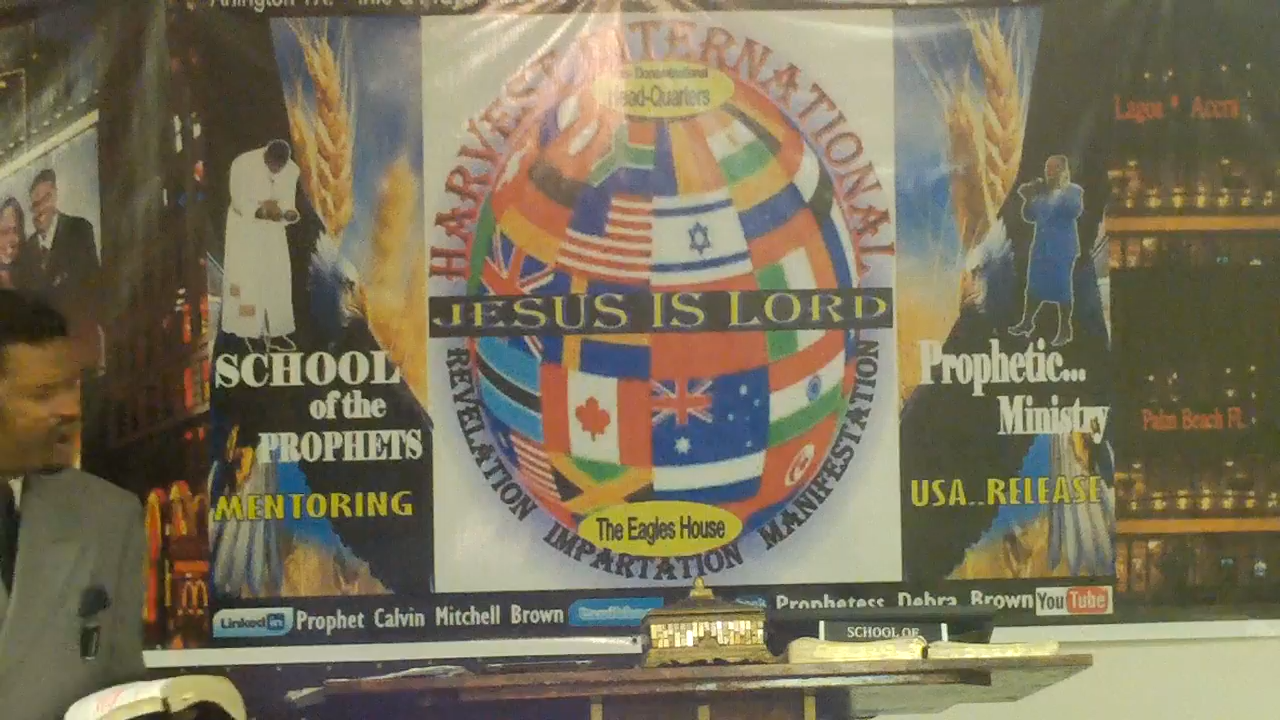 HARVEST INTERNATIONAL
Head-Quarters
Lagos * Accra
JESUS IS LORD
SCHOOL
of the
PROPHETS
MENTORING
Prophetic...
Ministry
USA..RELEASE
Palm Beach FL
REVELATION IMPARTATION MANIFESTATION
The Eagles House
Linked in Prophet Calvin Mitchell Brown
Prophetess Debra Brown YouTube
SCHOOL OF